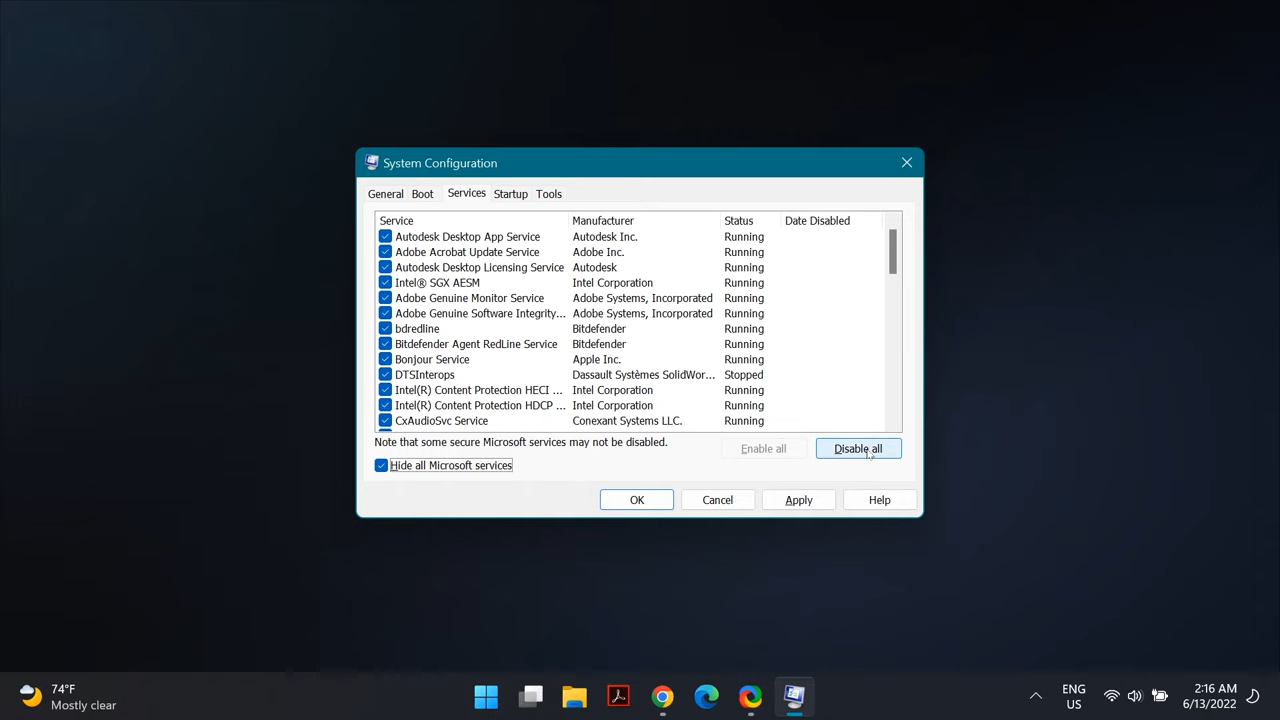 System Configuration
General Boot Services Startup Tools
Service Manufacturer Status Date Disabled
Autodesk Desktop App Service Autodesk Inc. Running
Adobe Acrobat Update Service Adobe Inc. Running
Autodesk Desktop Licensing Service Autodesk Running
Intel® SGX AESM Intel Corporation Running
Adobe Genuine Monitor Service Adobe Systems, Incorporated Running
Adobe Genuine Software Integrity... Adobe Systems, Incorporated Running
bdredline Bitdefender Running
Bitdefender Agent RedLine Service Bitdefender Running
Bonjour Service Apple Inc. Running
DTSInterops Dassault Systèmes SolidWor... Stopped
Intel(R) Content Protection HECI ... Intel Corporation Running
Intel(R) Content Protection HDCP ... Intel Corporation Running
CxAudioSvc Service Conexant Systems LLC. Running
Note that some secure Microsoft services may not be disabled.
Enable all Disable all
Hide all Microsoft services
OK Cancel Apply Help
74°F
Mostly clear
ENG
US
2:16 AM
6/13/2022